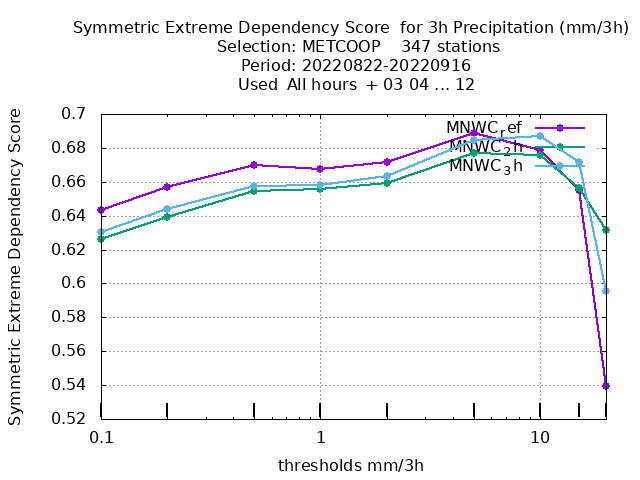 Symmetric Extreme Dependency Score  for 3h Precipitation (mm/3h)
Selection: METCOOP    347 stations
Period: 20220822-20220916
Used  All hours  + 03 04 ... 12
Symmetric Extreme Dependency Score
0.7
0.68
0.66
0.64
0.62
0.6
0.58
0.56
0.54
0.52
MNWC_ref
MNWC_2h
MNWC_3h
0.1 1 10
thresholds mm/3h